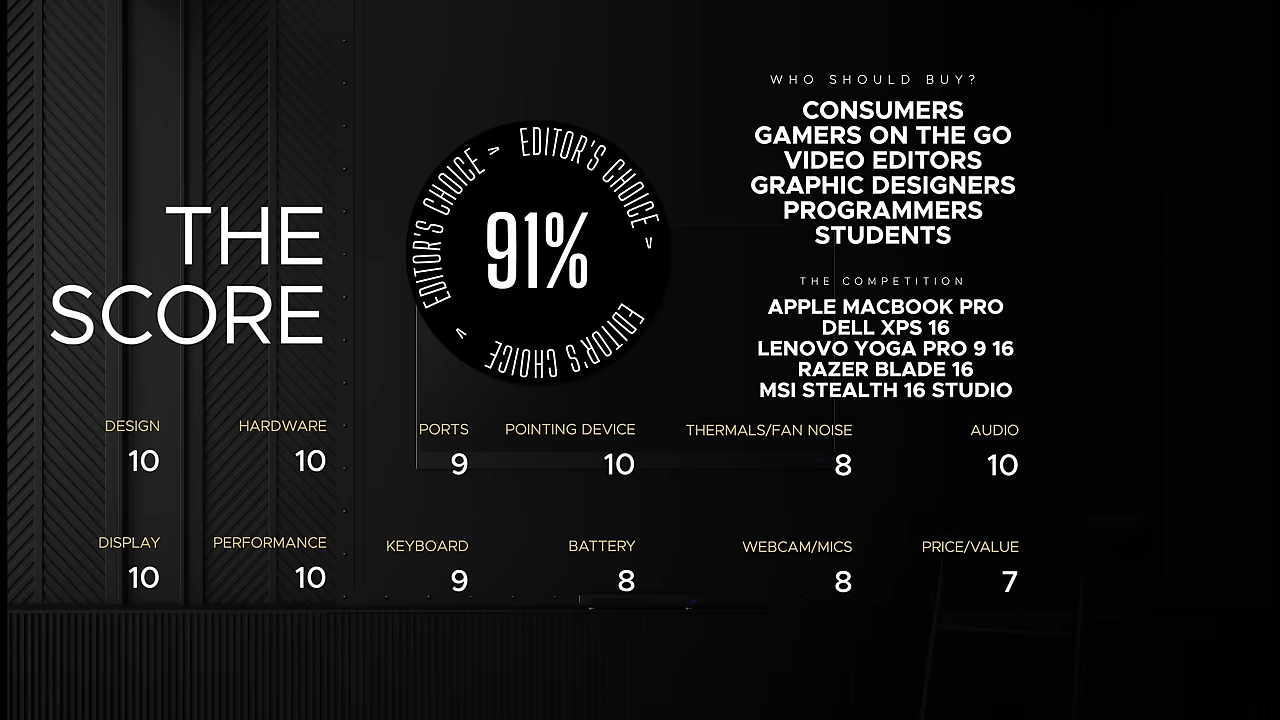 THE
SCORE
EDITOR'S CHOICE >
EDITOR'S CHOICE >
EDITOR'S CHOICE >
91%
WHO SHOULD BUY?
CONSUMERS
GAMERS ON THE GO
VIDEO EDITORS
GRAPHIC DESIGNERS
PROGRAMMERS
STUDENTS
THE COMPETITION
APPLE MACBOOK PRO
DELL XPS 16
LENOVO YOGA PRO 9 16
RAZER BLADE 16
MSI STEALTH 16 STUDIO
DESIGN HARDWARE PORTS POINTING DEVICE THERMALS/FAN NOISE AUDIO
10 10 9 10 8 10
DISPLAY PERFORMANCE KEYBOARD BATTERY WEBCAM/MICS PRICE/VALUE
10 10 9 8 8 7